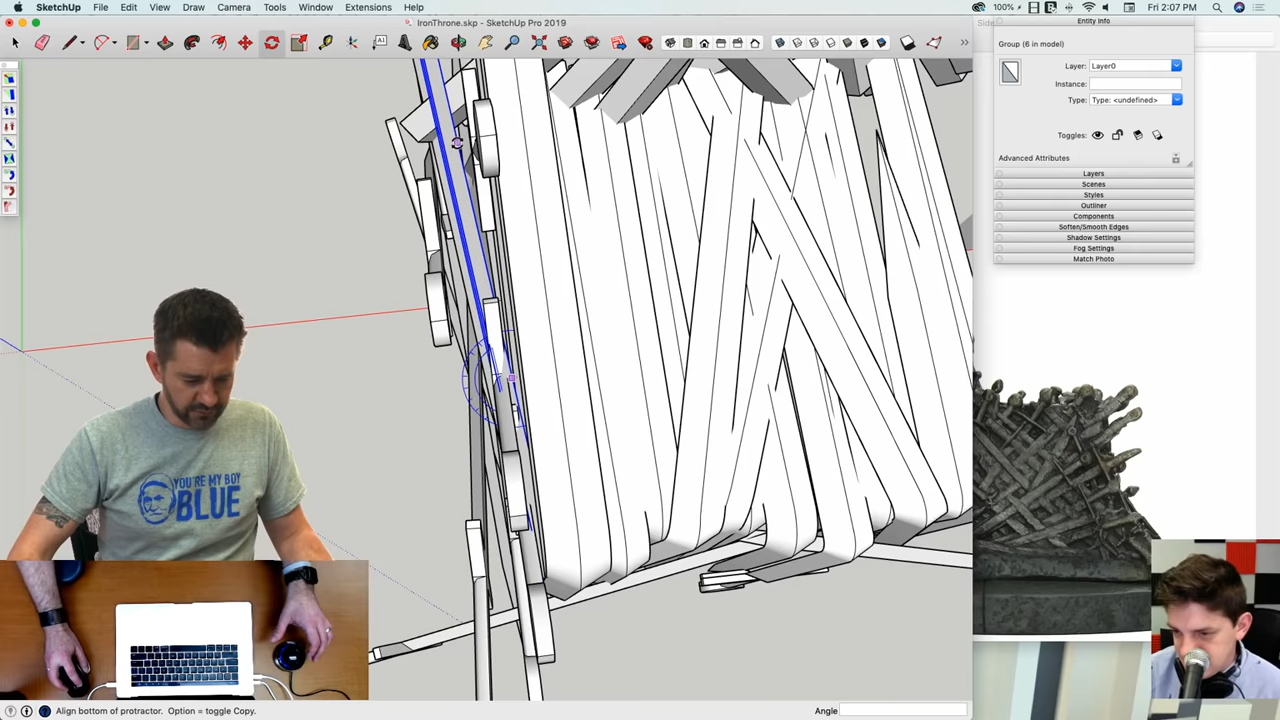 SketchUp File Edit View Draw Camera Tools Window Extensions Help
100% Fri 2:07 PM
IronThrone.skp - SketchUp Pro 2019
Entity Info
Group (6 in model)
Layer: Layer0
Instance:
Type: Type: <undefined>
Toggles:
Advanced Attributes
Layers
Scenes
Styles
Outliner
Components
Soften/Smooth Edges
Shadow Settings
Fog Settings
Match Photo
Side
A1
YOU'RE MY BOY
BLUE
Align bottom of protractor. Option = toggle Copy.
Angle